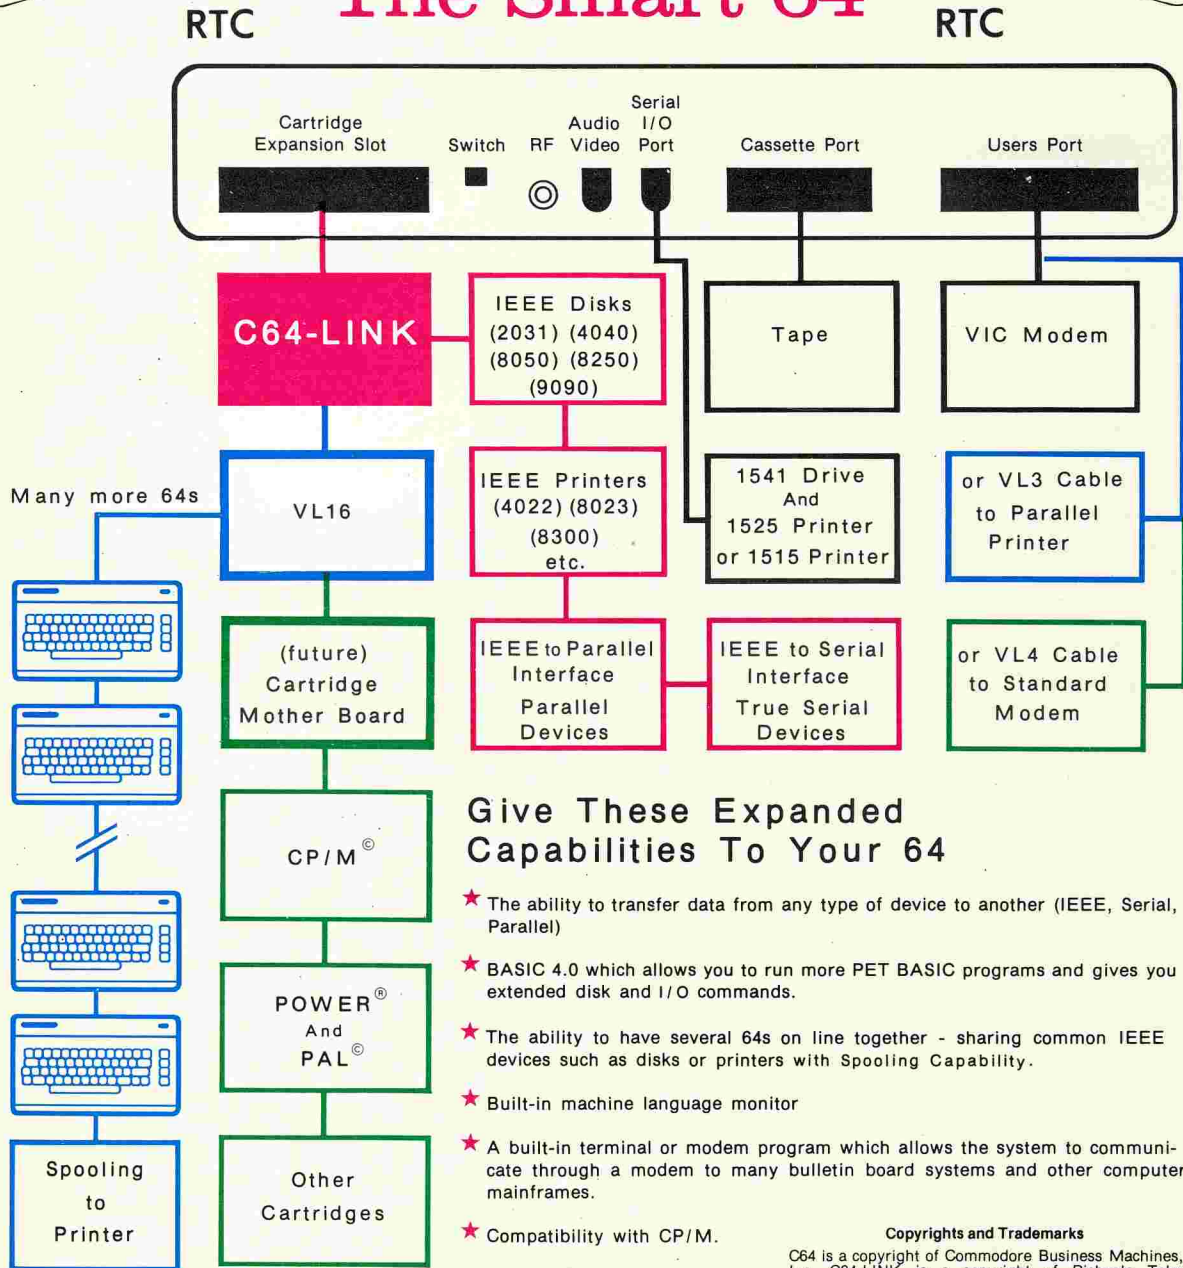 The Smart 64
RTC
RTC
Cartridge
Expansion Slot
Switch
RF
Audio
Video
Serial
I/O
Port
Cassette Port
Users Port
C64-LINK
IEEE Disks
(2031) (4040)
(8050) (8250)
(9090)
Tape
VIC Modem
Many more 64s
VL16
IEEE Printers
(4022) (8023)
(8300)
etc.
1541 Drive
And
1525 Printer
or 1515 Printer
or VL3 Cable
to Parallel
Printer
(future)
Cartridge
Mother Board
IEEE to Parallel
Interface
Parallel
Devices
IEEE to Serial
Interface
True Serial
Devices
or VL4 Cable
to Standard
Modem
CP/M©
POWER®
And
PAL©
Other
Cartridges
Spooling
to
Printer
Give These Expanded
Capabilities To Your 64
★ The ability to transfer data from any type of device to another (IEEE, Serial,
Parallel)
★ BASIC 4.0 which allows you to run more PET BASIC programs and gives you
extended disk and I/O commands.
★ The ability to have several 64s on line together - sharing common IEEE
devices such as disks or printers with Spooling Capability.
★ Built-in machine language monitor
★ A built-in terminal or modem program which allows the system to communi-
cate through a modem to many bulletin board systems and other computer
mainframes.
★ Compatibility with CP/M.
Copyrights and Trademarks
C64 is a copyright of Commodore Business Machines,
C64-LINK is a copyright of